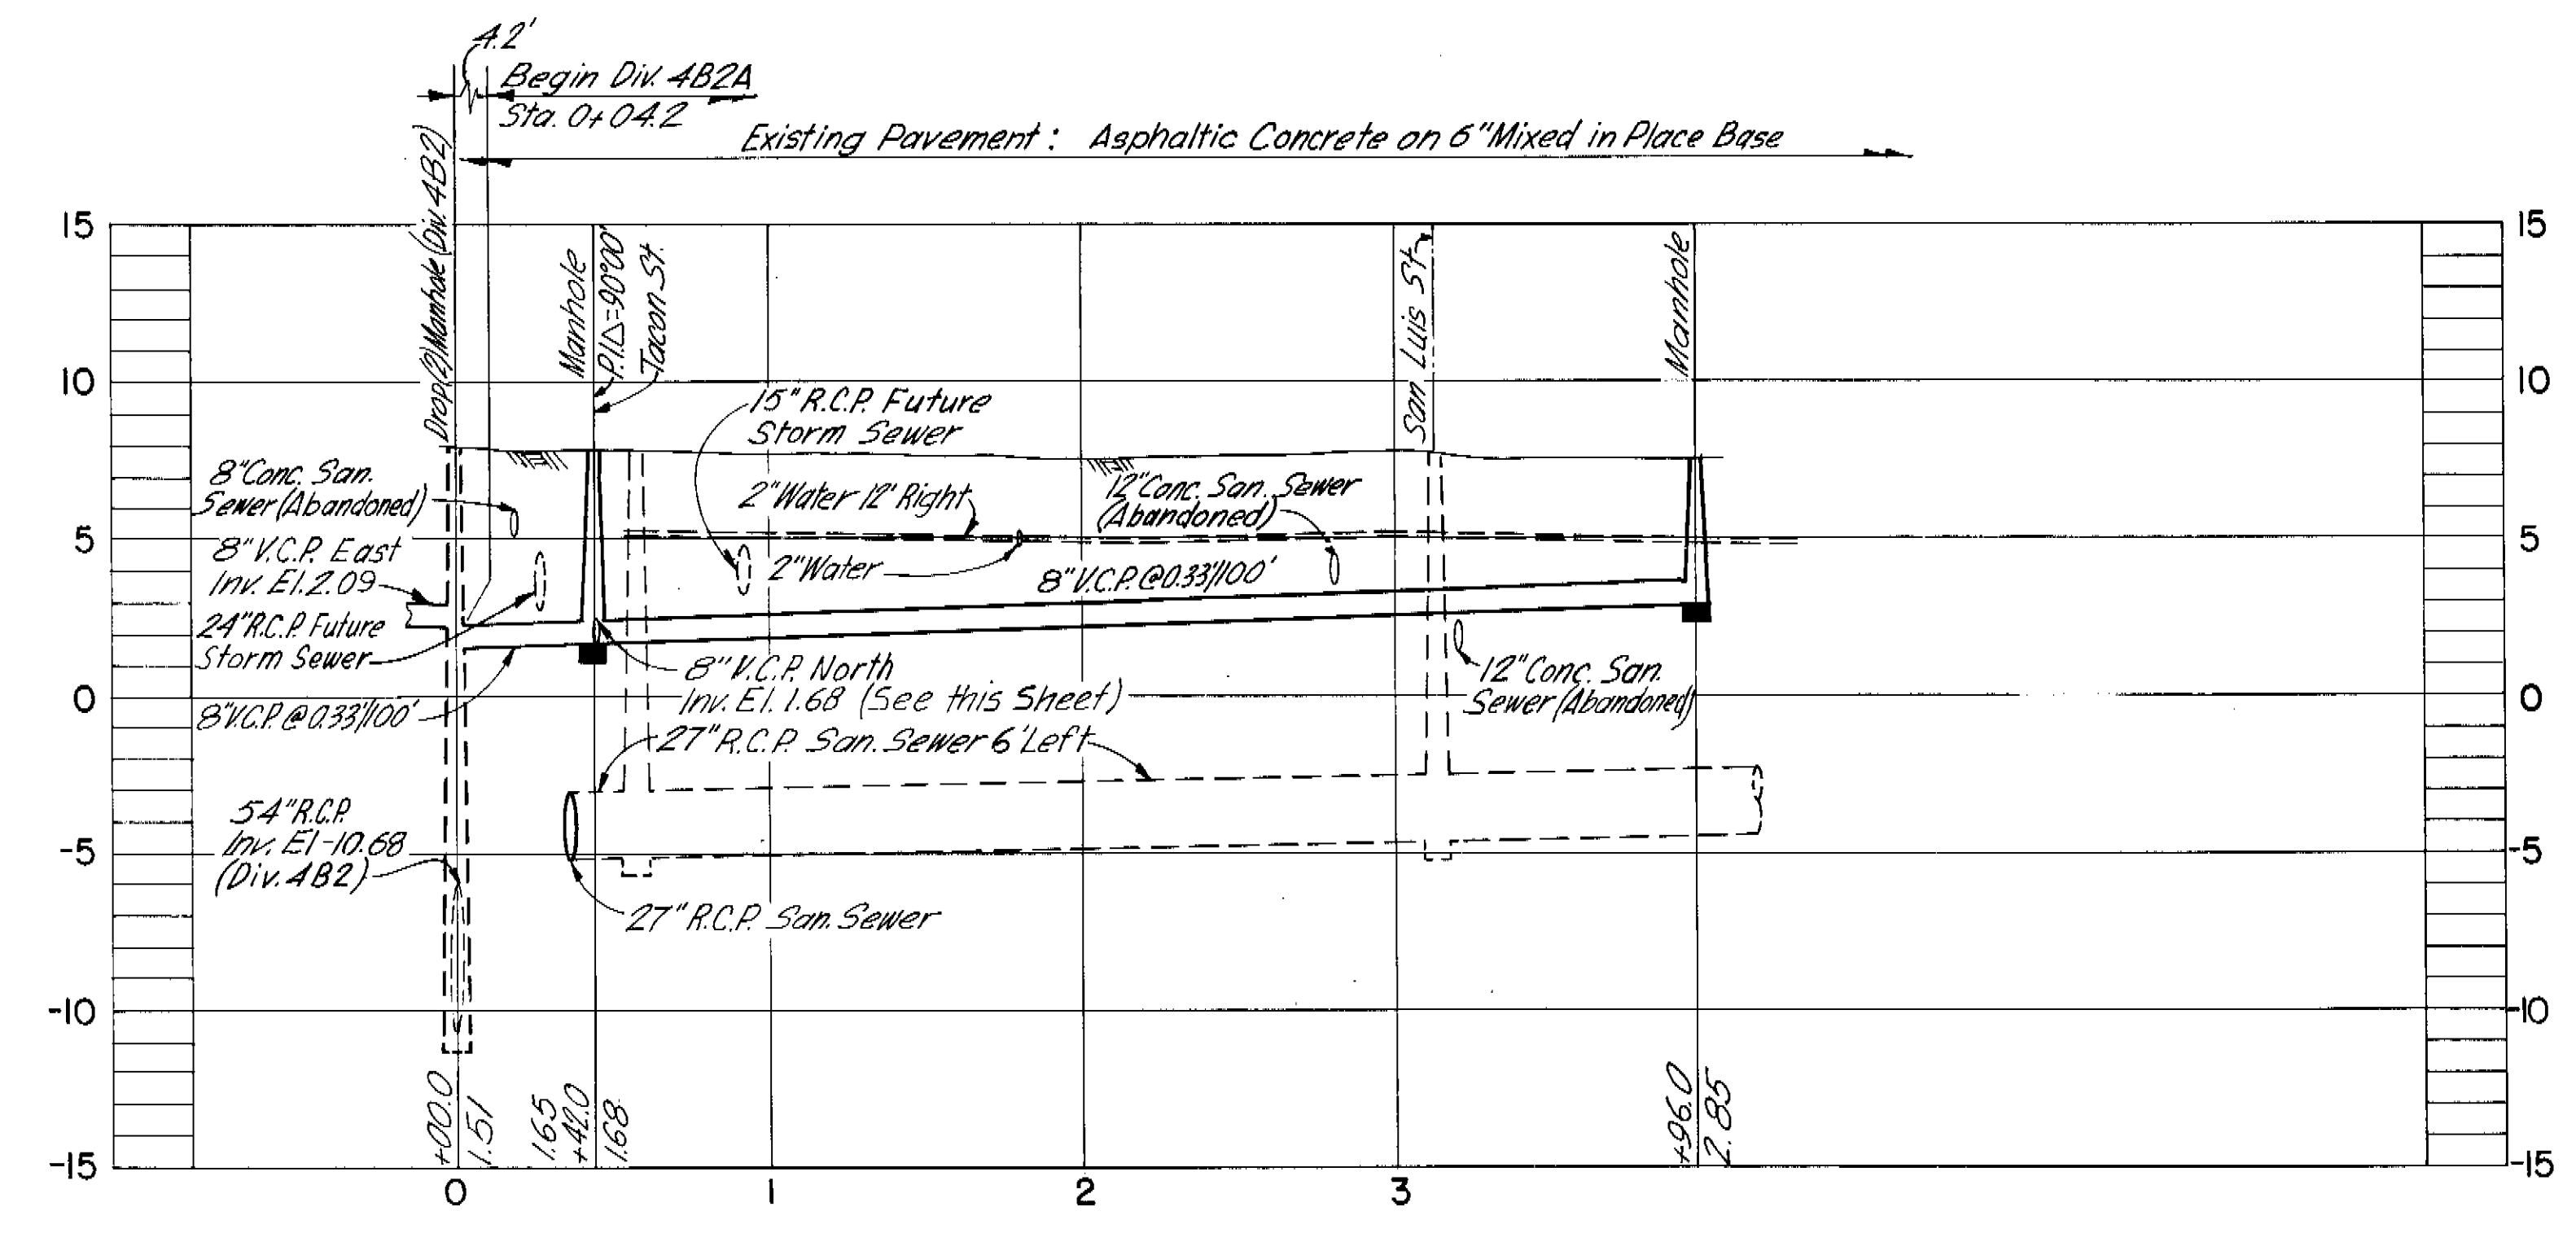 4.2'
Begin Div. 4B2A
Sta. 0+04.2
Existing Pavement: Asphaltic Concrete on 6" Mixed in Place Base
Drop(2)Manhole(Div. 4B2)
Manhole
P.I.Δ=90°00'
Tacon St.
San Luis St.
Manhole
15 15
10 10
5 5
0 0
-5 -5
-10 -10
-15 -15
15" R.C.P. Future
Storm Sewer
8" Conc. San.
Sewer (Abandoned)
2" Water 12' Right
12" Conc. San. Sewer
(Abandoned)
8" V.C.P. East
Inv. El. 2.09
2" Water
8" V.C.P. @ 0.33'/100'
24" R.C.P. Future
Storm Sewer
8" V.C.P. North
Inv. El. 1.68 (See this Sheet)
12" Conc. San.
Sewer (Abandoned)
8" V.C.P. @ 0.33'/100'
27" R.C.P. San. Sewer 6' Left
54" R.C.P.
Inv. El -10.68
(Div. 4B2)
27" R.C.P. San. Sewer
+00.0
1.51
1.65
+42.0
1.68
+96.0
2.85
0 1 2 3